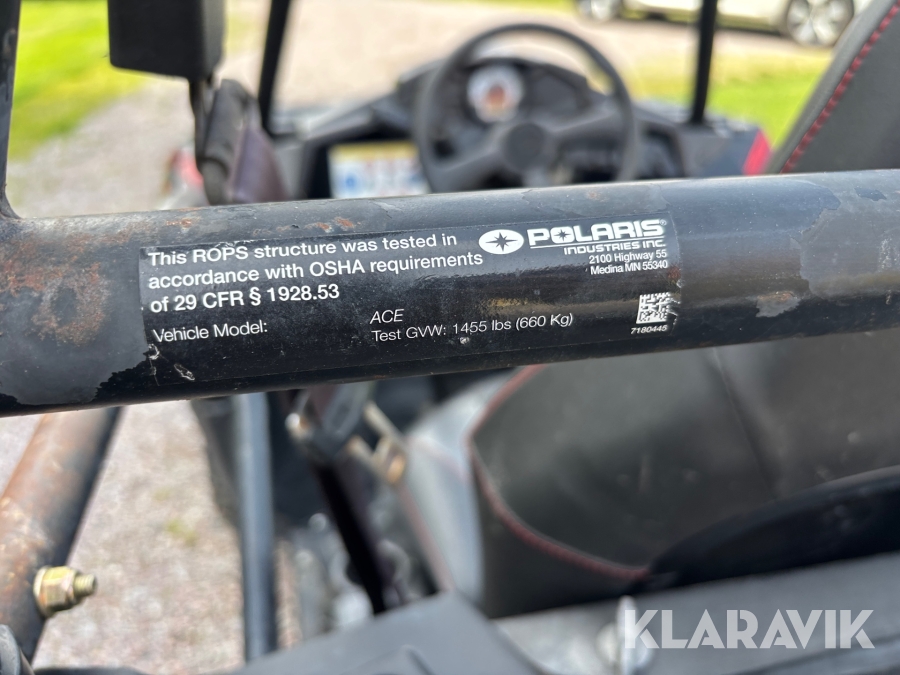 This ROPS structure was tested in
accordance with OSHA requirements
of 29 CFR § 1928.53
Vehicle Model:
ACE
Test GVW: 1455 lbs (660 Kg)
POLARIS®
INDUSTRIES INC.
2100 Highway 55
Medina MN 55340
7180445
KLARAVIK